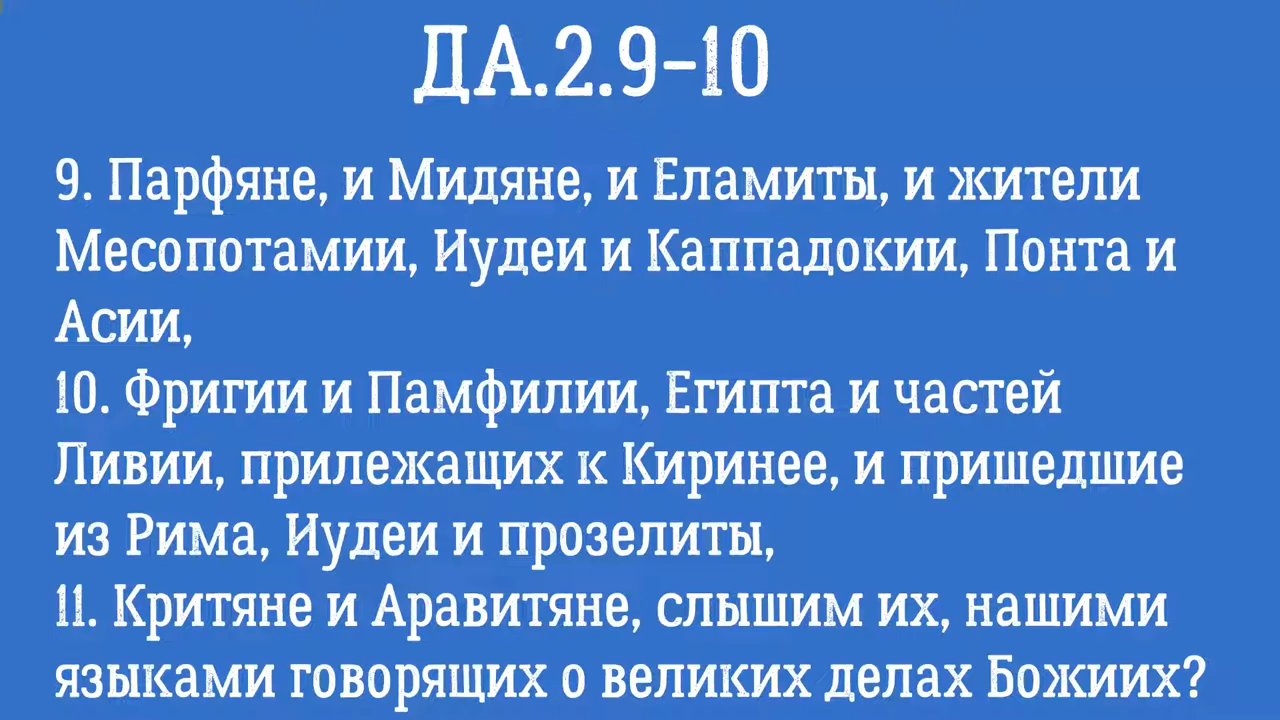 ДА.2.9-10
9. Парфяне, и Мидяне, и Еламиты, и жители
Месопотамии, Иудеи и Каппадокии, Понта и
Асии,
10. Фригии и Памфилии, Египта и частей
Ливии, прилежащих к Киринее, и пришедшие
из Рима, Иудеи и прозелиты,
11. Критяне и Аравитяне, слышим их, нашими
языками говорящих о великих делах Божиих?